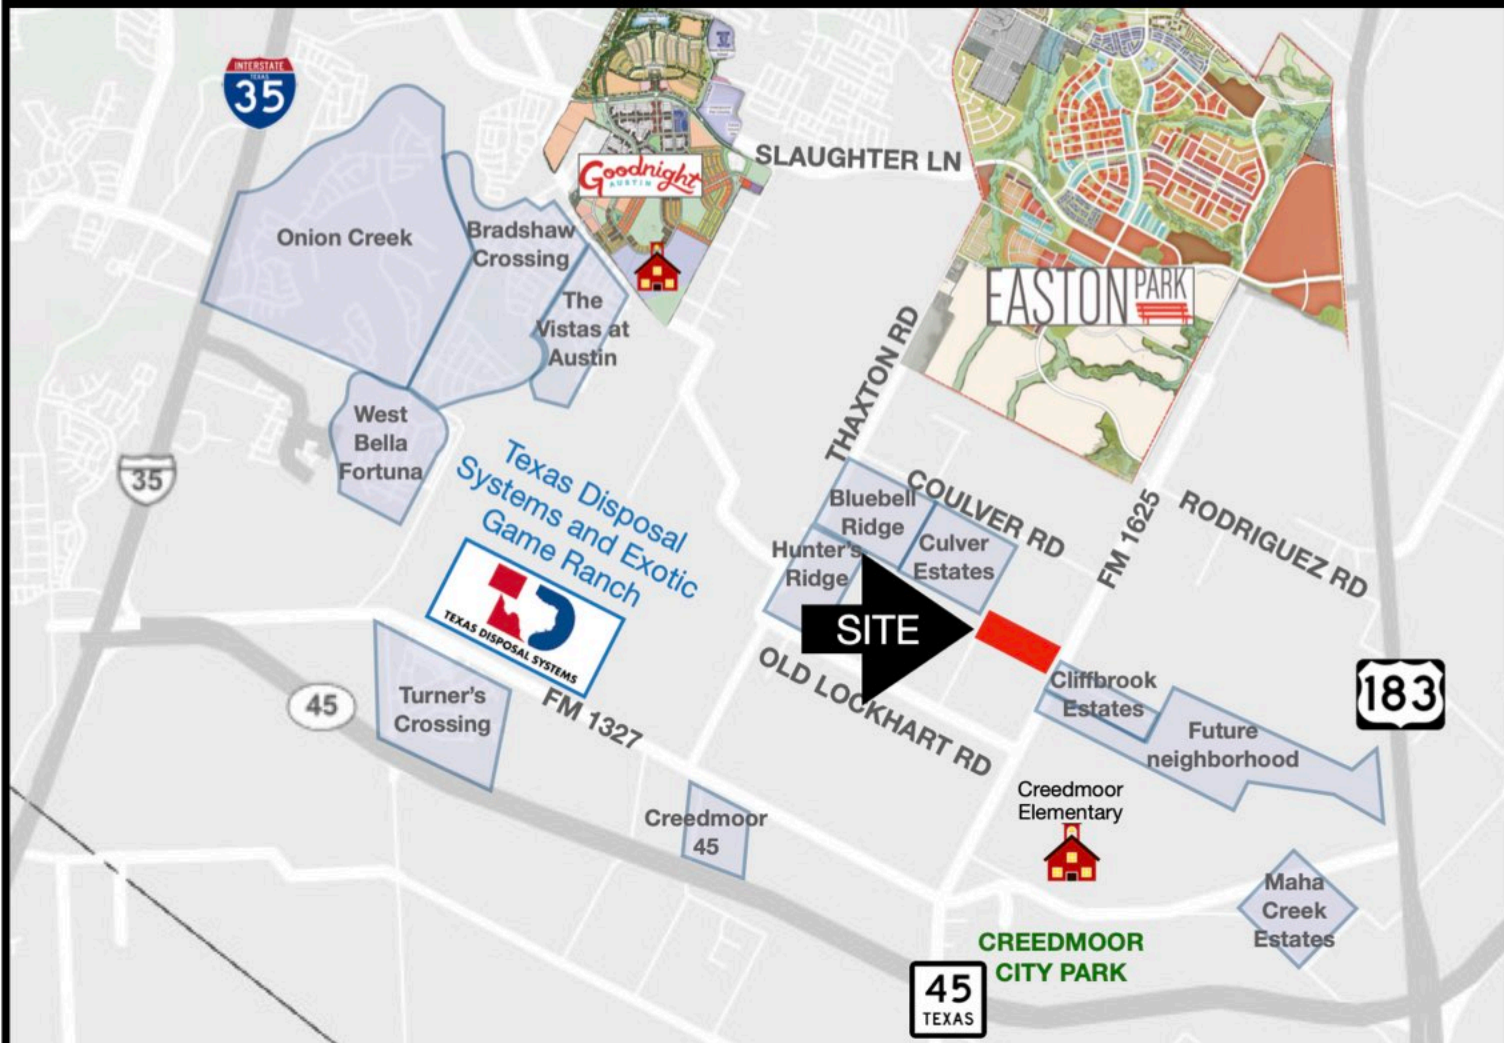 INTERSTATE
TEXAS
35
Goodnight
AUSTIN
SLAUGHTER LN
Onion Creek
Bradshaw
Crossing
The
Vistas at
Austin
EASTON PARK
THAXTON RD
West
Bella
Fortuna
35
Texas Disposal
Systems and Exotic
Game Ranch
TEXAS DISPOSAL SYSTEMS
Bluebell
Ridge
COULVER RD
Culver
Estates
Hunter's
Ridge
FM 1625
RODRIGUEZ RD
SITE
OLD LOCKHART RD
Cliffbrook
Estates
183
Future
neighborhood
45
Turner's
Crossing
FM 1327
Creedmoor
45
Creedmoor
Elementary
Maha
Creek
Estates
CREEDMOOR
CITY PARK
45
TEXAS